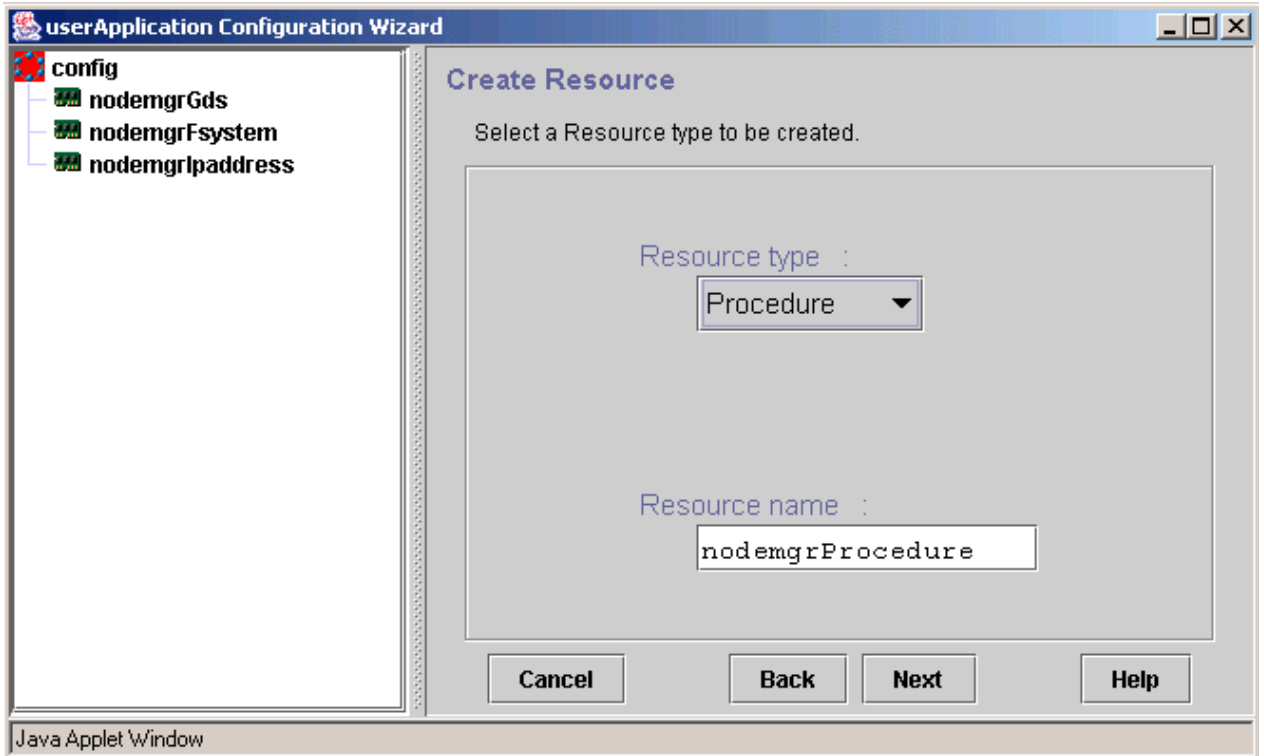 userApplication Configuration Wizard
config
nodemgrGds
nodemgrFsystem
nodemgrIpaddress
Create Resource
Select a Resource type to be created.
Resource type :
Procedure
Resource name :
nodemgrProcedure
Cancel
Back
Next
Help
Java Applet Window